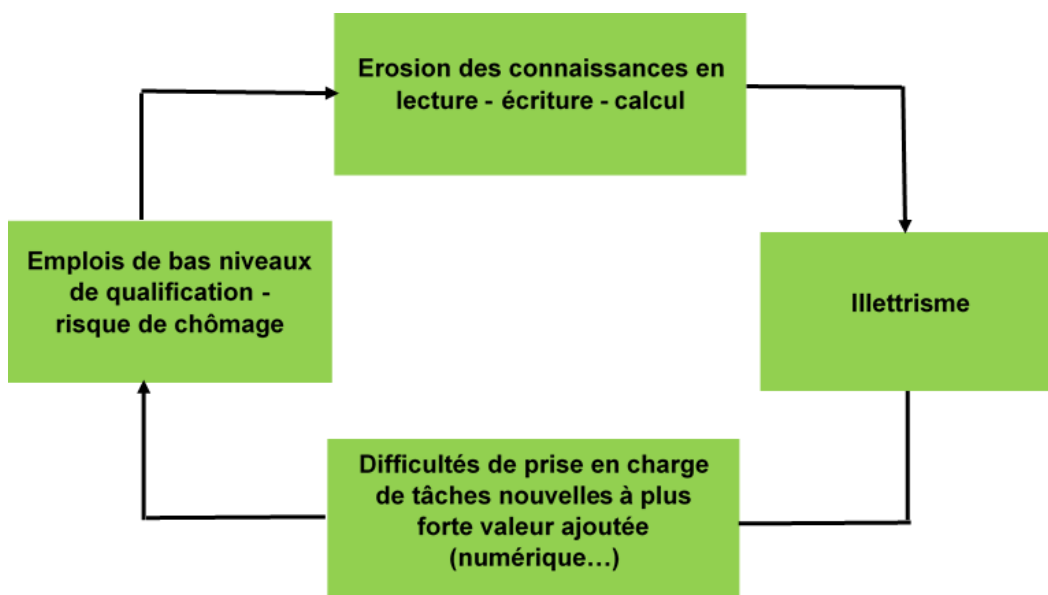 Erosion des connaissances en
lecture - écriture - calcul
Emplois de bas niveaux
de qualification -
risque de chômage
Illettrisme
Difficultés de prise en charge
de tâches nouvelles à plus
forte valeur ajoutée
(numérique…)